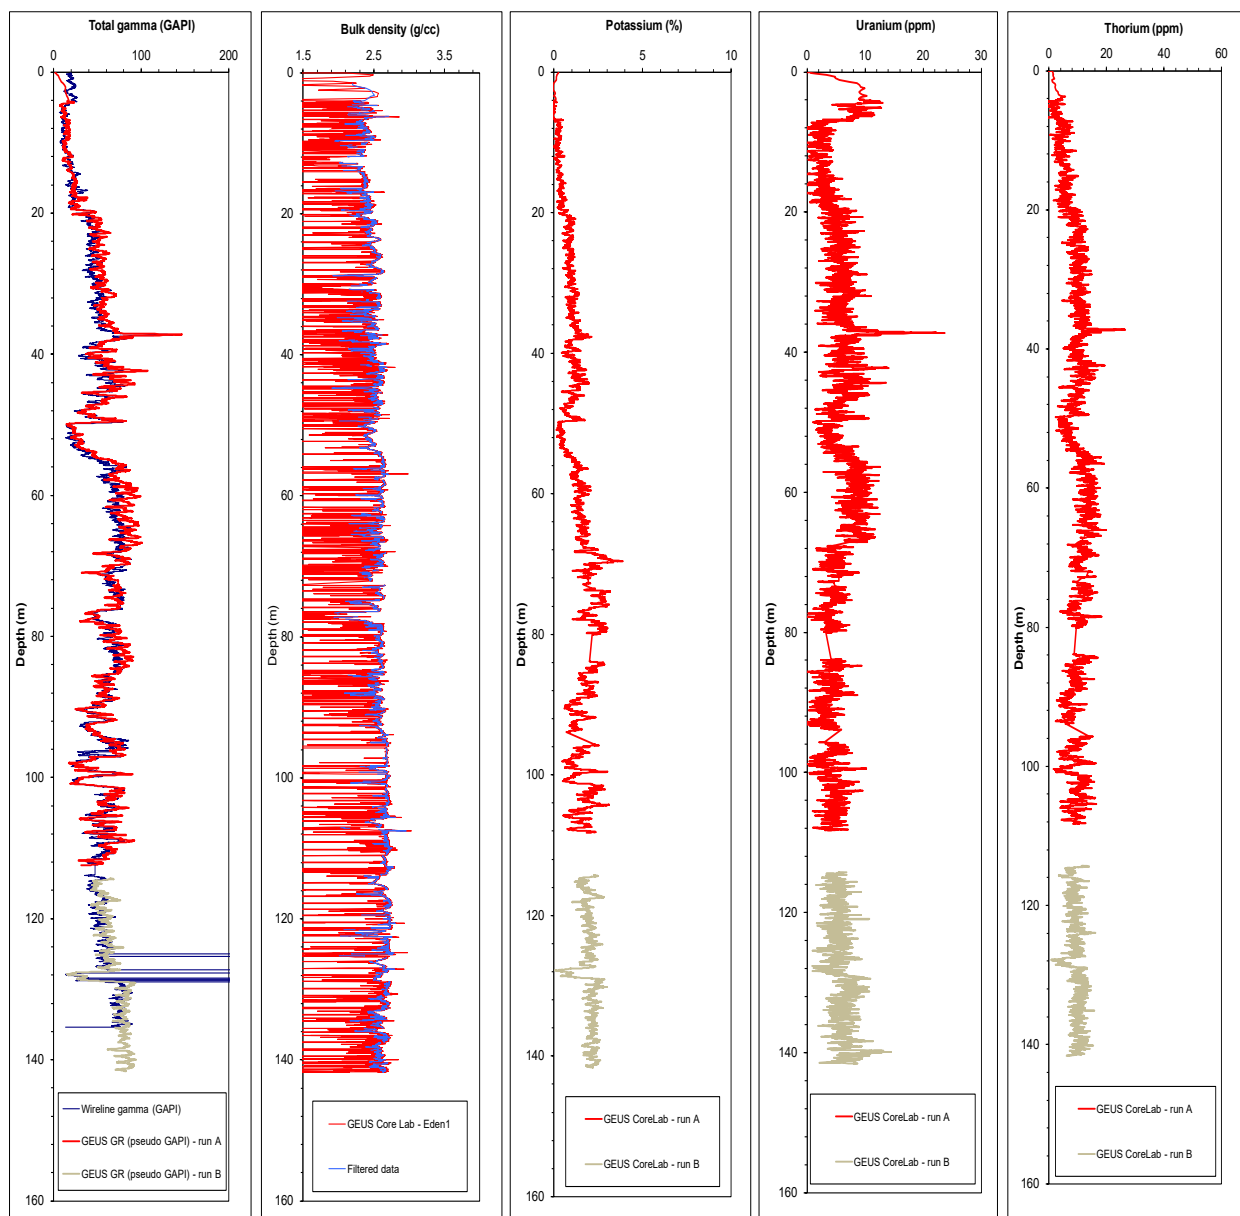 Total gamma (GAPI)
0 100 200
0
20
40
60
80
100
120
140
160
Depth (m)
Wireline gamma (GAPI)
GEUS GR (pseudo GAPI) - run A
GEUS GR (pseudo GAPI) - run B
Bulk density (g/cc)
1.5 2.5 3.5
0
20
40
60
80
100
120
140
160
Depth (m)
GEUS Core Lab - Eden1
Filtered data
Potassium (%)
0 5 10
0
20
40
60
80
100
120
140
160
Depth (m)
GEUS CoreLab - run A
GEUS CoreLab - run B
Uranium (ppm)
0 10 20 30
0
20
40
60
80
100
120
140
160
Depth (m)
GEUS CoreLab - run A
GEUS CoreLab - run B
Thorium (ppm)
0 20 40 60
0
20
40
60
80
100
120
140
160
Depth (m)
GEUS CoreLab - run A
GEUS CoreLab - run B